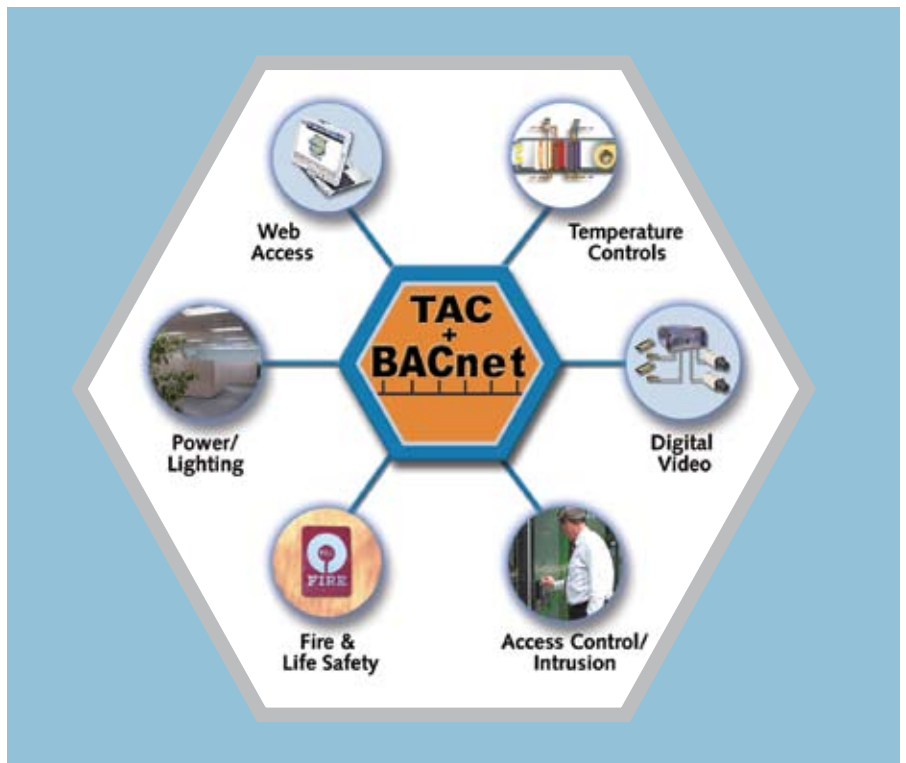 Web
Access
Temperature
Controls
TAC
+
BACnet
Power/
Lighting
Digital
Video
FIRE
Fire &
Life Safety
Access Control/
Intrusion